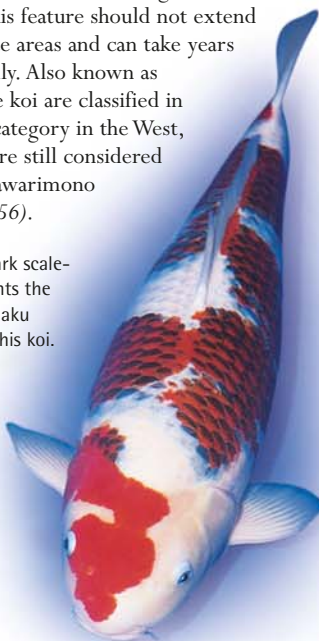 is feature should not extend
e areas and can take years
ly. Also known as
e koi are classified in
category in the West,
re still considered
awarimono
56).
rk scale-
nts the
aku
his koi.